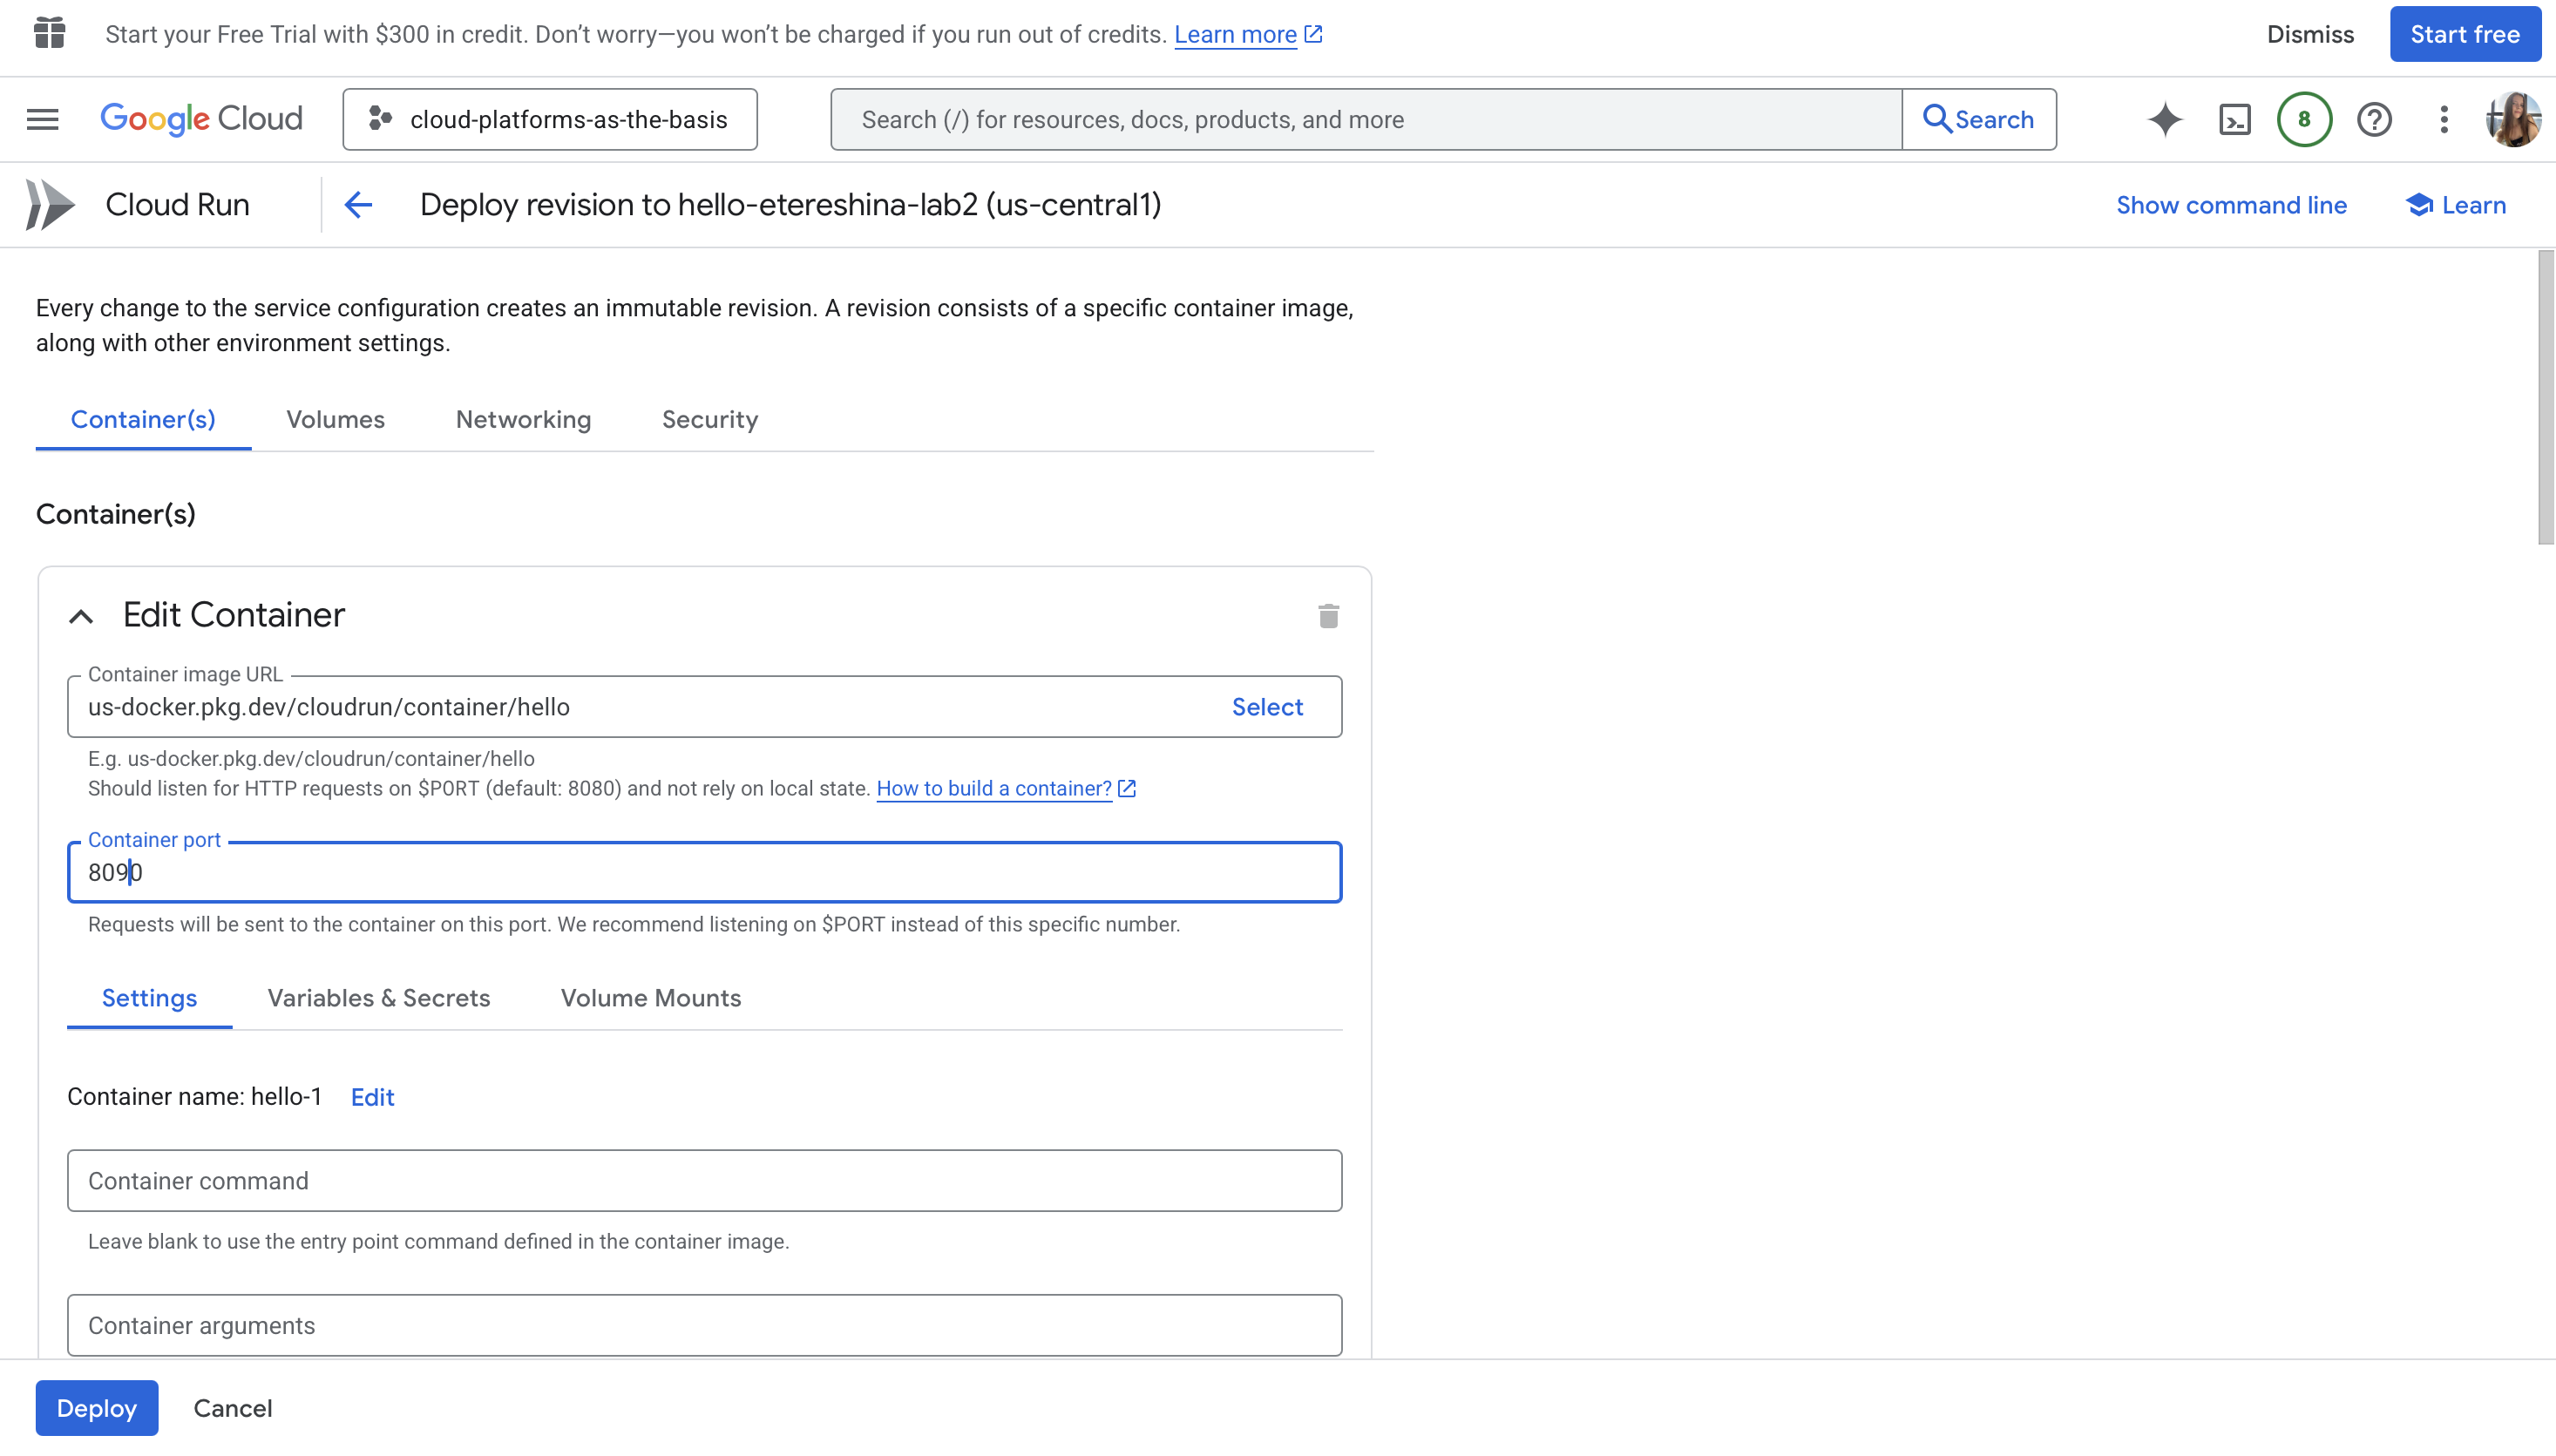 Start your Free Trial with $300 in credit. Don’t worry—you won’t be charged if you run out of credits. Learn more
Dismiss
Start free
Google Cloud
cloud-platforms-as-the-basis
Search (/) for resources, docs, products, and more
Search
8
Cloud Run
Deploy revision to hello-etereshina-lab2 (us-central1)
Show command line
Learn
Every change to the service configuration creates an immutable revision. A revision consists of a specific container image,
along with other environment settings.
Container(s)
Volumes
Networking
Security
Container(s)
Edit Container
Container image URL
us-docker.pkg.dev/cloudrun/container/hello
Select
E.g. us-docker.pkg.dev/cloudrun/container/hello
Should listen for HTTP requests on $PORT (default: 8080) and not rely on local state. How to build a container?
Container port
8090
Requests will be sent to the container on this port. We recommend listening on $PORT instead of this specific number.
Settings
Variables & Secrets
Volume Mounts
Container name: hello-1
Edit
Container command
Leave blank to use the entry point command defined in the container image.
Container arguments
Deploy
Cancel